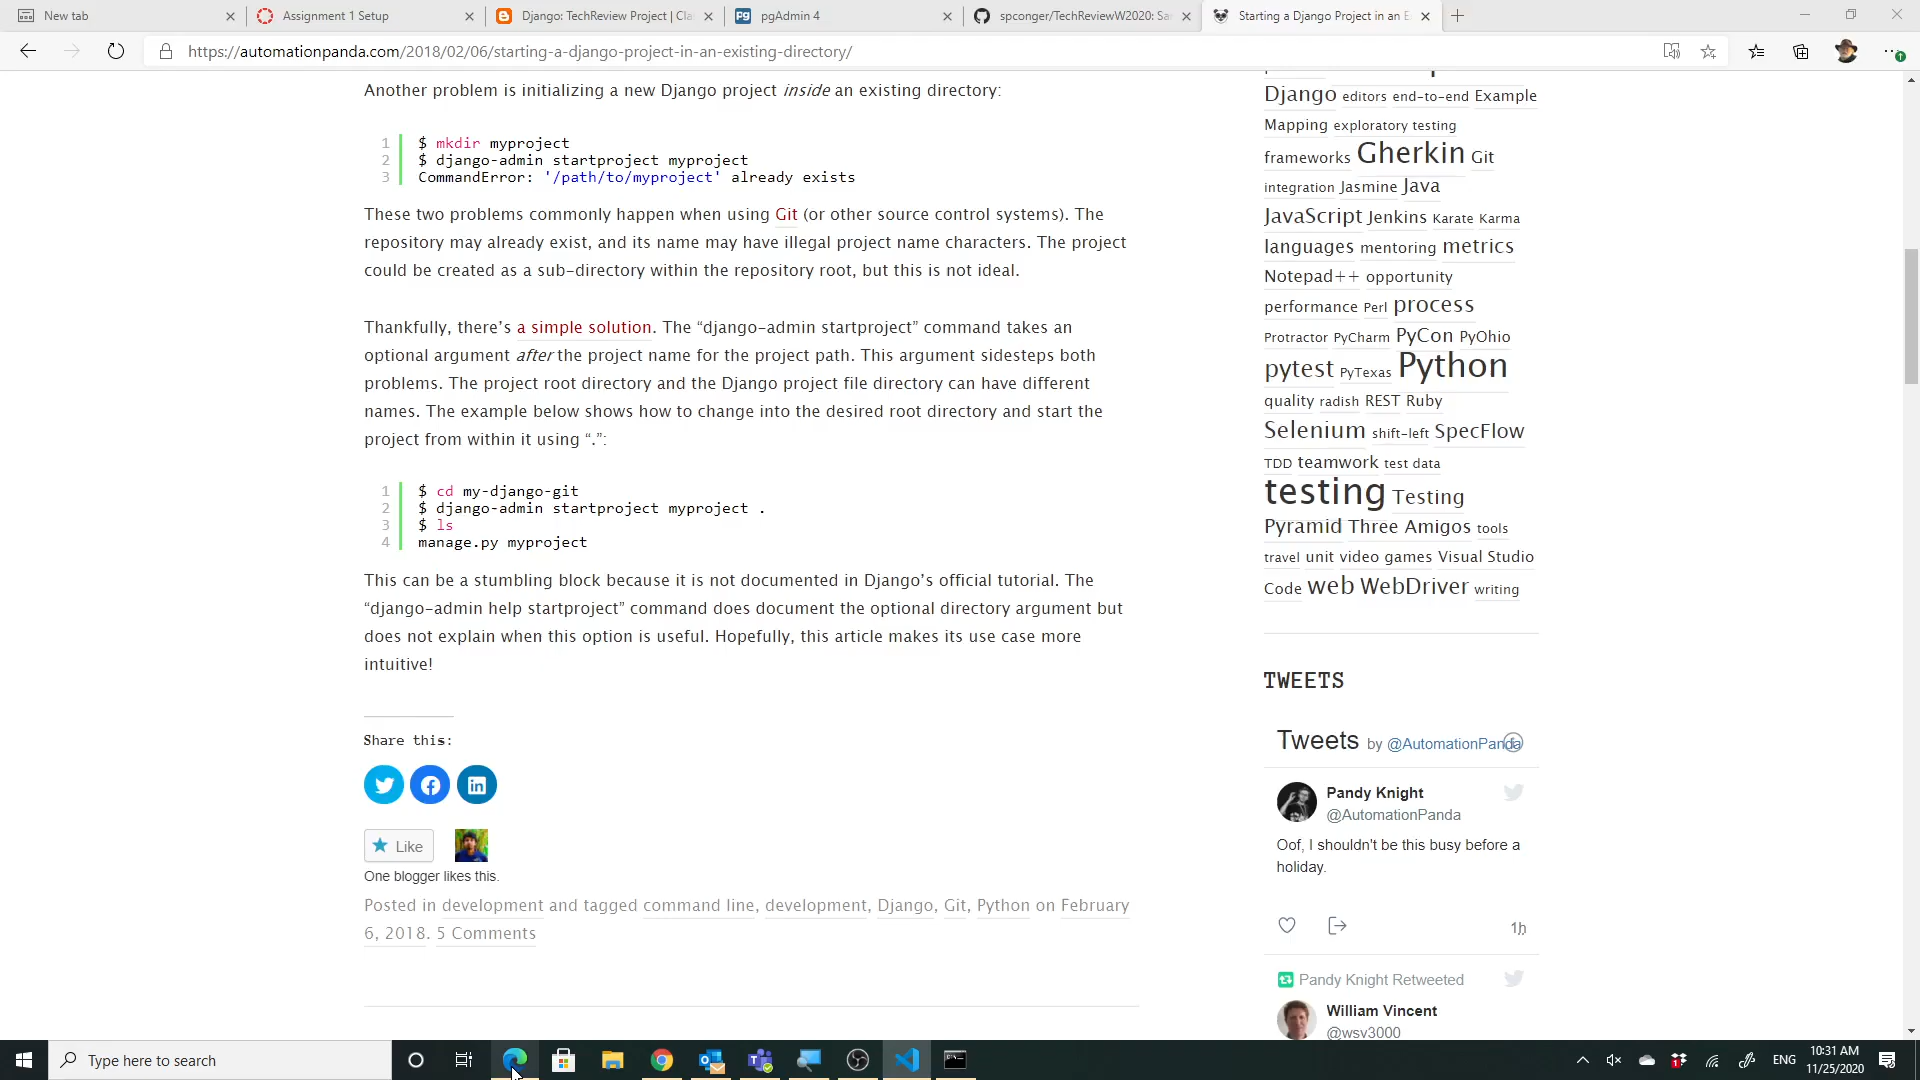 New tab
Assignment 1 Setup
Django: TechReview Project | Cla
pgAdmin 4
spconger/TechReviewW2020: Sa
Starting a Django Project in an E
https://automationpanda.com/2018/02/06/starting-a-django-project-in-an-existing-directory/
Another problem is initializing a new Django project inside an existing directory:
1 $ mkdir myproject
2 $ django-admin startproject myproject
3 CommandError: '/path/to/myproject' already exists
These two problems commonly happen when using Git (or other source control systems). The
repository may already exist, and its name may have illegal project name characters. The project
could be created as a sub-directory within the repository root, but this is not ideal.
Thankfully, there's a simple solution. The “django-admin startproject” command takes an
optional argument after the project name for the project path. This argument sidesteps both
problems. The project root directory and the Django project file directory can have different
names. The example below shows how to change into the desired root directory and start the
project from within it using “.”:
1 $ cd my-django-git
2 $ django-admin startproject myproject .
3 $ ls
4 manage.py myproject
This can be a stumbling block because it is not documented in Django’s official tutorial. The
“django-admin help startproject” command does document the optional directory argument but
does not explain when this option is useful. Hopefully, this article makes its use case more
intuitive!
Share this:
Like
One blogger likes this.
Posted in development and tagged command line, development, Django, Git, Python on February
6, 2018. 5 Comments
Django editors end-to-end Example
Mapping exploratory testing
frameworks Gherkin Git
integration Jasmine Java
JavaScript Jenkins Karate Karma
languages mentoring metrics
Notepad++ opportunity
performance Perl process
Protractor PyCharm PyCon PyOhio
pytest PyTexas Python
quality radish REST Ruby
Selenium shift-left SpecFlow
TDD teamwork test data
testing Testing
Pyramid Three Amigos tools
travel unit video games Visual Studio
Code web WebDriver writing
TWEETS
Tweets by @AutomationPanda
Pandy Knight
@AutomationPanda
Oof, I shouldn't be this busy before a
holiday.
1h
Pandy Knight Retweeted
William Vincent
@wsv3000
Type here to search
ENG
10:31 AM
11/25/2020